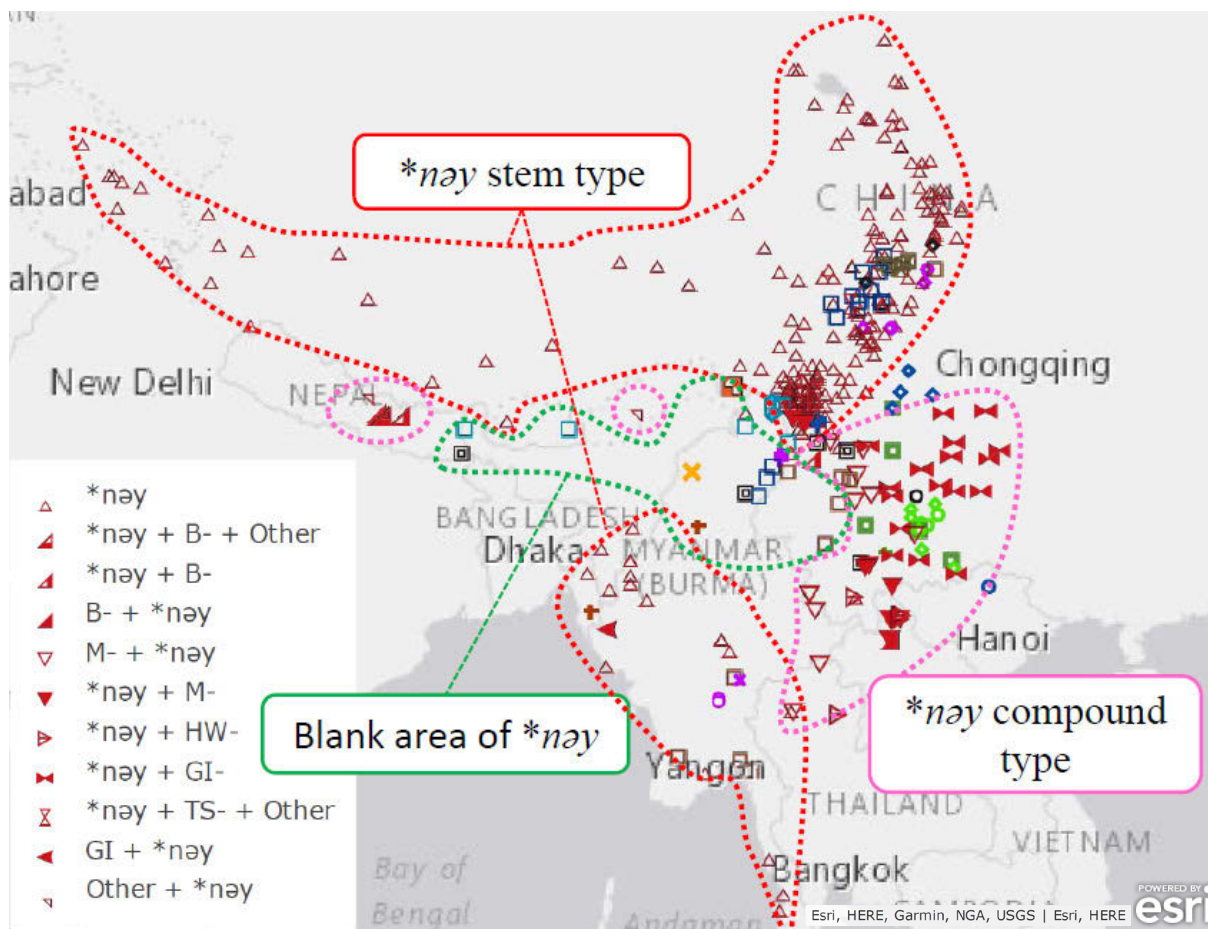 *nəy stem type
C H I N A
abad
ahore
New Delhi
NEPAL
Chongqing
BANGLADESH
Dhaka
MYANMAR
(BURMA)
Hanoi
Blank area of *nəy
*nəy compound
type
Yangon
THAILAND
VIETNAM
Bangkok
Bay of
Bengal
Andaman
CAMBODIA
*nəy
*nəy + B- + Other
*nəy + B-
B- + *nəy
M- + *nəy
*nəy + M-
*nəy + HW-
*nəy + GI-
*nəy + TS- + Other
GI + *nəy
Other + *nəy
Esri, HERE, Garmin, NGA, USGS | Esri, HERE
POWERED BY
esri